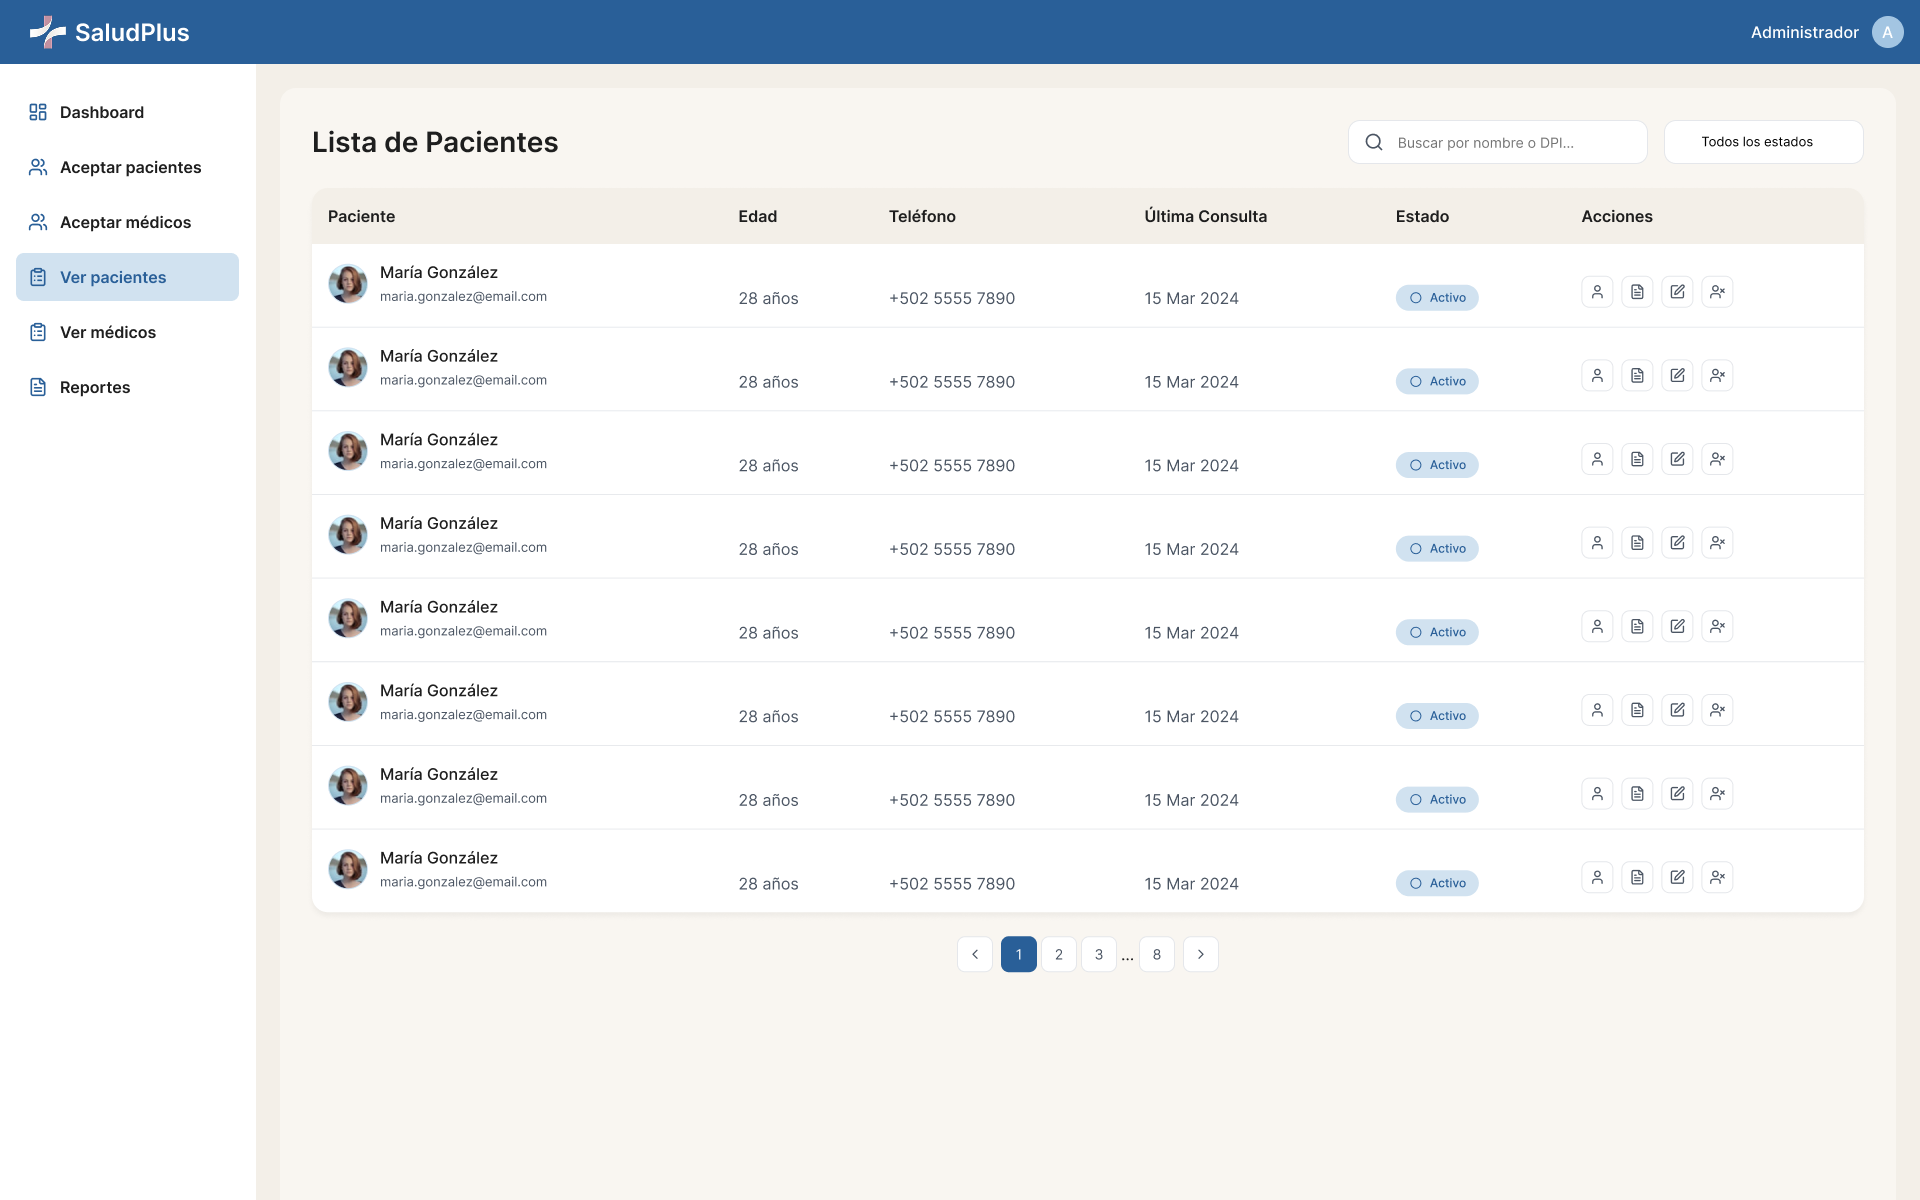 SaludPlus
Administrador A
Dashboard
Aceptar pacientes
Aceptar médicos
Ver pacientes
Ver médicos
Reportes
Lista de Pacientes
Buscar por nombre o DPI...
Todos los estados
Paciente Edad Teléfono Última Consulta Estado Acciones
María González
maria.gonzalez@email.com
28 años +502 5555 7890 15 Mar 2024 Activo
María González
maria.gonzalez@email.com
28 años +502 5555 7890 15 Mar 2024 Activo
María González
maria.gonzalez@email.com
28 años +502 5555 7890 15 Mar 2024 Activo
María González
maria.gonzalez@email.com
28 años +502 5555 7890 15 Mar 2024 Activo
María González
maria.gonzalez@email.com
28 años +502 5555 7890 15 Mar 2024 Activo
María González
maria.gonzalez@email.com
28 años +502 5555 7890 15 Mar 2024 Activo
María González
maria.gonzalez@email.com
28 años +502 5555 7890 15 Mar 2024 Activo
María González
maria.gonzalez@email.com
28 años +502 5555 7890 15 Mar 2024 Activo
1 2 3 ... 8